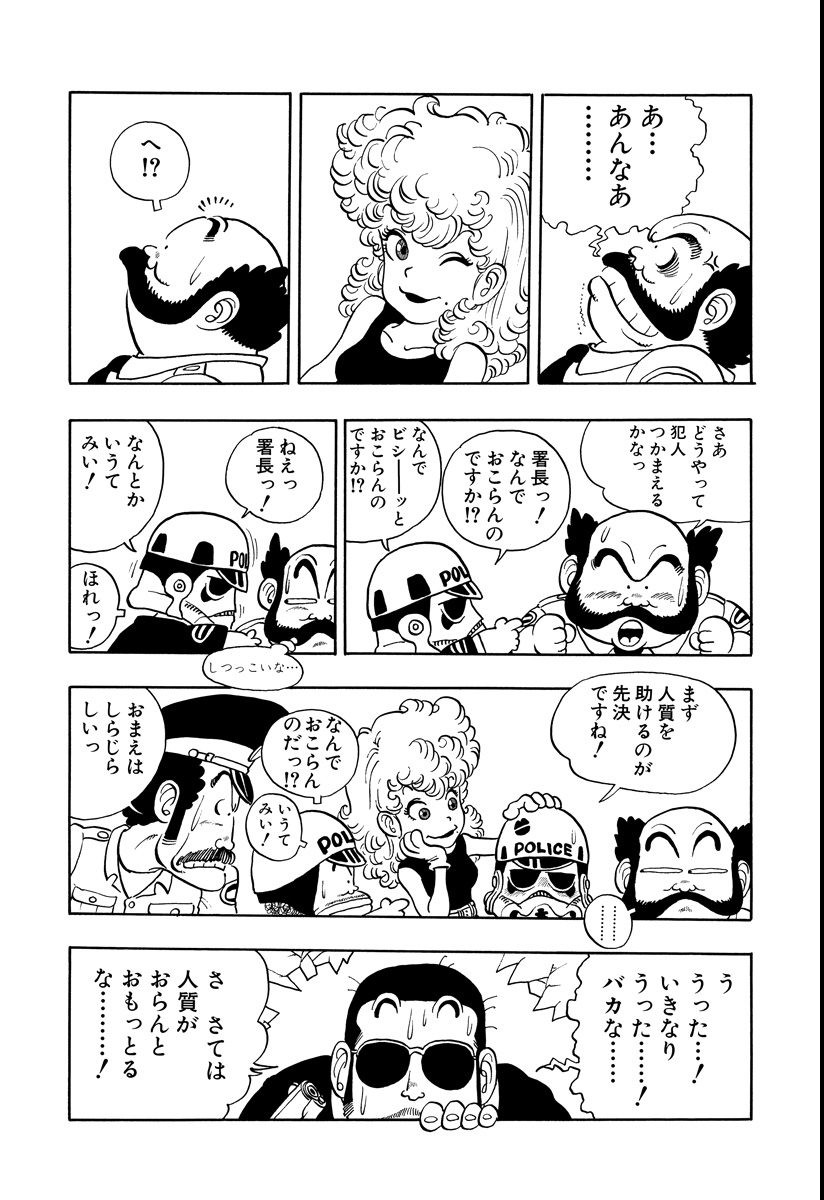 あ…
あんなあ
…………
へ!?
さあ
どうやって
犯人
つかまえる
かなっ
署長っ!
なんで
おこらんの
ですか!?
なんで
ビシーッと
おこらんの
ですか!?
POL
ねえっ
署長っ!
なんとか
いうて
みい!
ほれっ!
POL
しつっこいな…
まず
人質を
助けるのが
先決
ですね!
………
POLICE
なんで
おこらん
のだっ!?
いうて
みい!
POL
おまえは
しらじら
しいっ
う
うった…!
いきなり
うった……!
バカな……
さ さては
人質が
おらんと
おもっとる
な………!